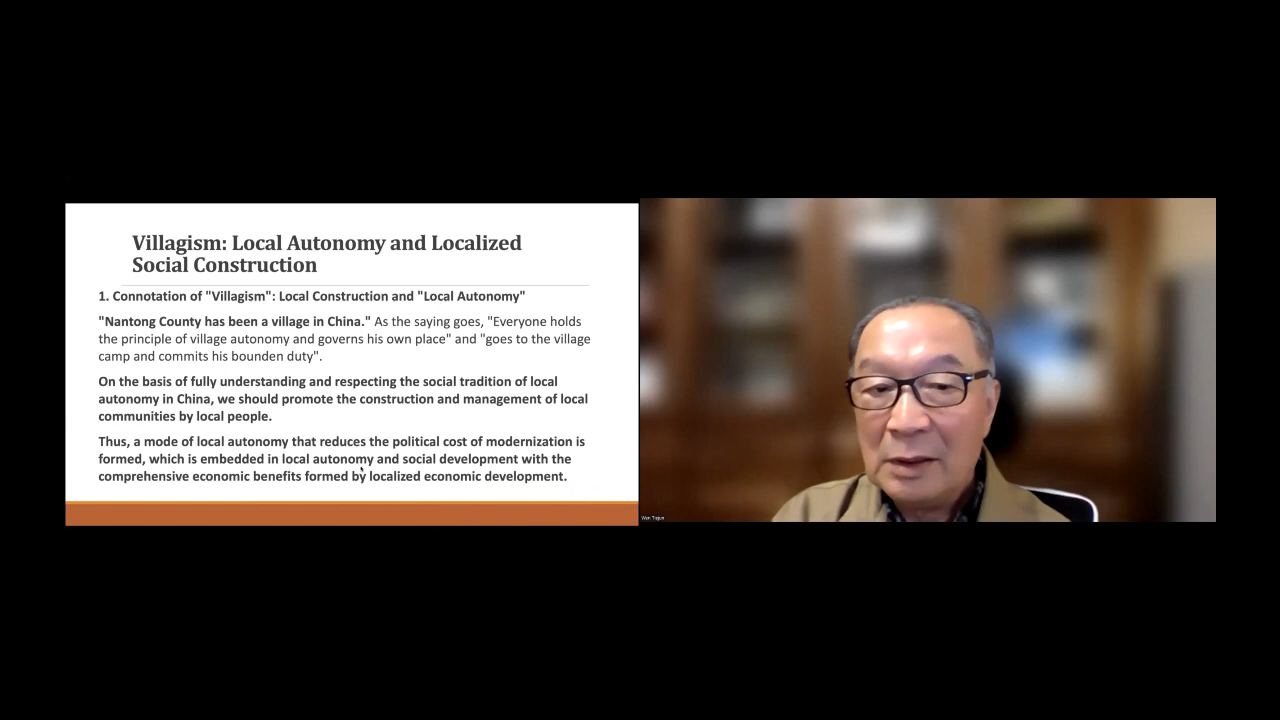 Villagism: Local Autonomy and Localized
Social Construction
1. Connotation of "Villagism": Local Construction and "Local Autonomy"
"Nantong County has been a village in China." As the saying goes, "Everyone holds
the principle of village autonomy and governs his own place" and "goes to the village
camp and commits his bounden duty".
On the basis of fully understanding and respecting the social tradition of local
autonomy in China, we should promote the construction and management of local
communities by local people.
Thus, a mode of local autonomy that reduces the political cost of modernization is
formed, which is embedded in local autonomy and social development with the
comprehensive economic benefits formed by localized economic development.
Wen Tiejun